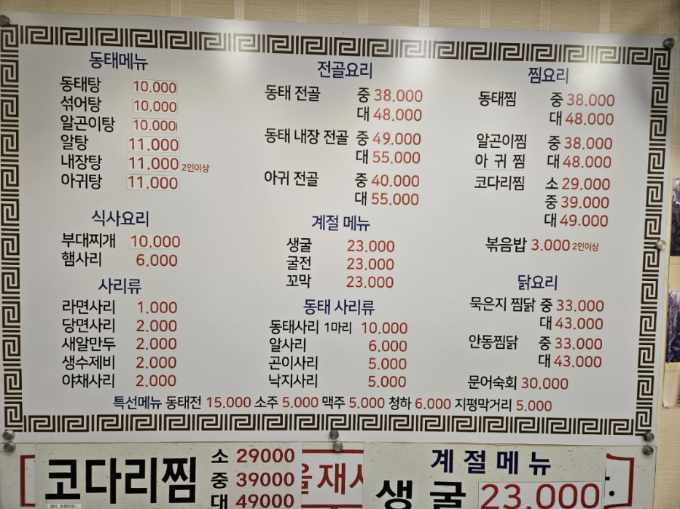 동태메뉴
동태탕 10,000
섞어탕 10,000
알곤이탕 10,000
알탕 11,000
내장탕 11,000 2인이상
아귀탕 11,000
식사요리
부대찌개 10,000
햄사리 6,000
사리류
라면사리 1,000
당면사리 2,000
새알만두 2,000
생수제비 2,000
야채사리 2,000
전골요리
동태 전골 중 38,000
대 48,000
동태 내장 전골 중 49,000
대 55,000
아귀 전골 중 40,000
대 55,000
계절 메뉴
생굴 23,000
굴전 23,000
꼬막 23,000
동태 사리류
동태사리 1마리 10,000
알사리 6,000
곤이사리 5,000
낙지사리 5,000
찜요리
동태찜 중 38,000
대 48,000
알곤이찜 중 38,000
아 귀 찜 대 48,000
코다리찜 소 29,000
중 39,000
대 49,000
볶음밥 3,000 2인이상
닭요리
묵은지 찜닭 중 33,000
대 43,000
안동찜닭 중 33,000
대 43,000
문어숙회 30,000
특선메뉴 동태전 15,000 소주 5,000 맥주 5,000 청하 6,000 지평막거리 5,000
코다리찜 소 29000
중 39000
대 49000
계절메뉴
생굴 23,000